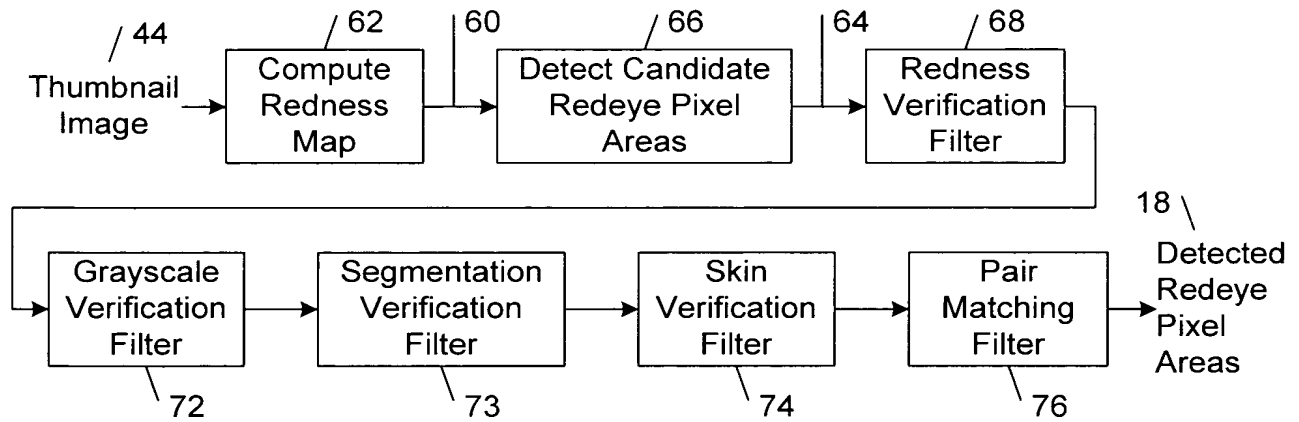 44
Thumbnail
Image
62
Compute
Redness
Map
60
66
Detect Candidate
Redeye Pixel
Areas
64
68
Redness
Verification
Filter
Grayscale
Verification
Filter
72
Segmentation
Verification
Filter
73
Skin
Verification
Filter
74
Pair
Matching
Filter
76
18
Detected
Redeye
Pixel
Areas